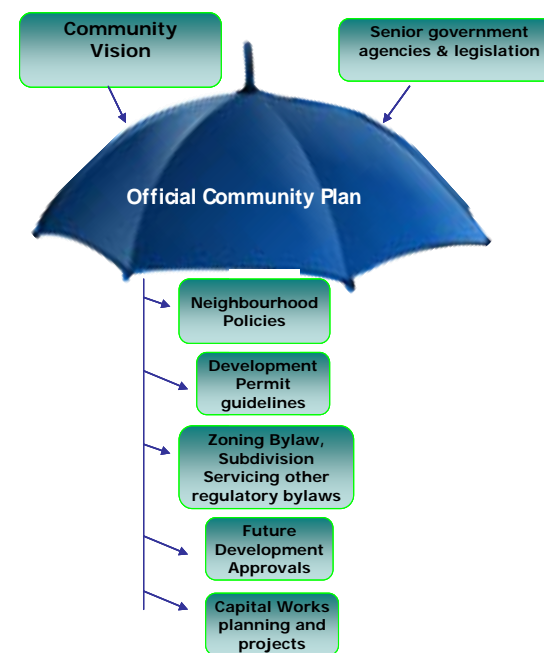 Community
Vision
Senior government
agencies & legislation
Official Community Plan
Neighbourhood
Policies
Development
Permit
guidelines
Zoning Bylaw,
Subdivision
Servicing other
regulatory bylaws
Future
Development
Approvals
Capital Works
planning and
projects